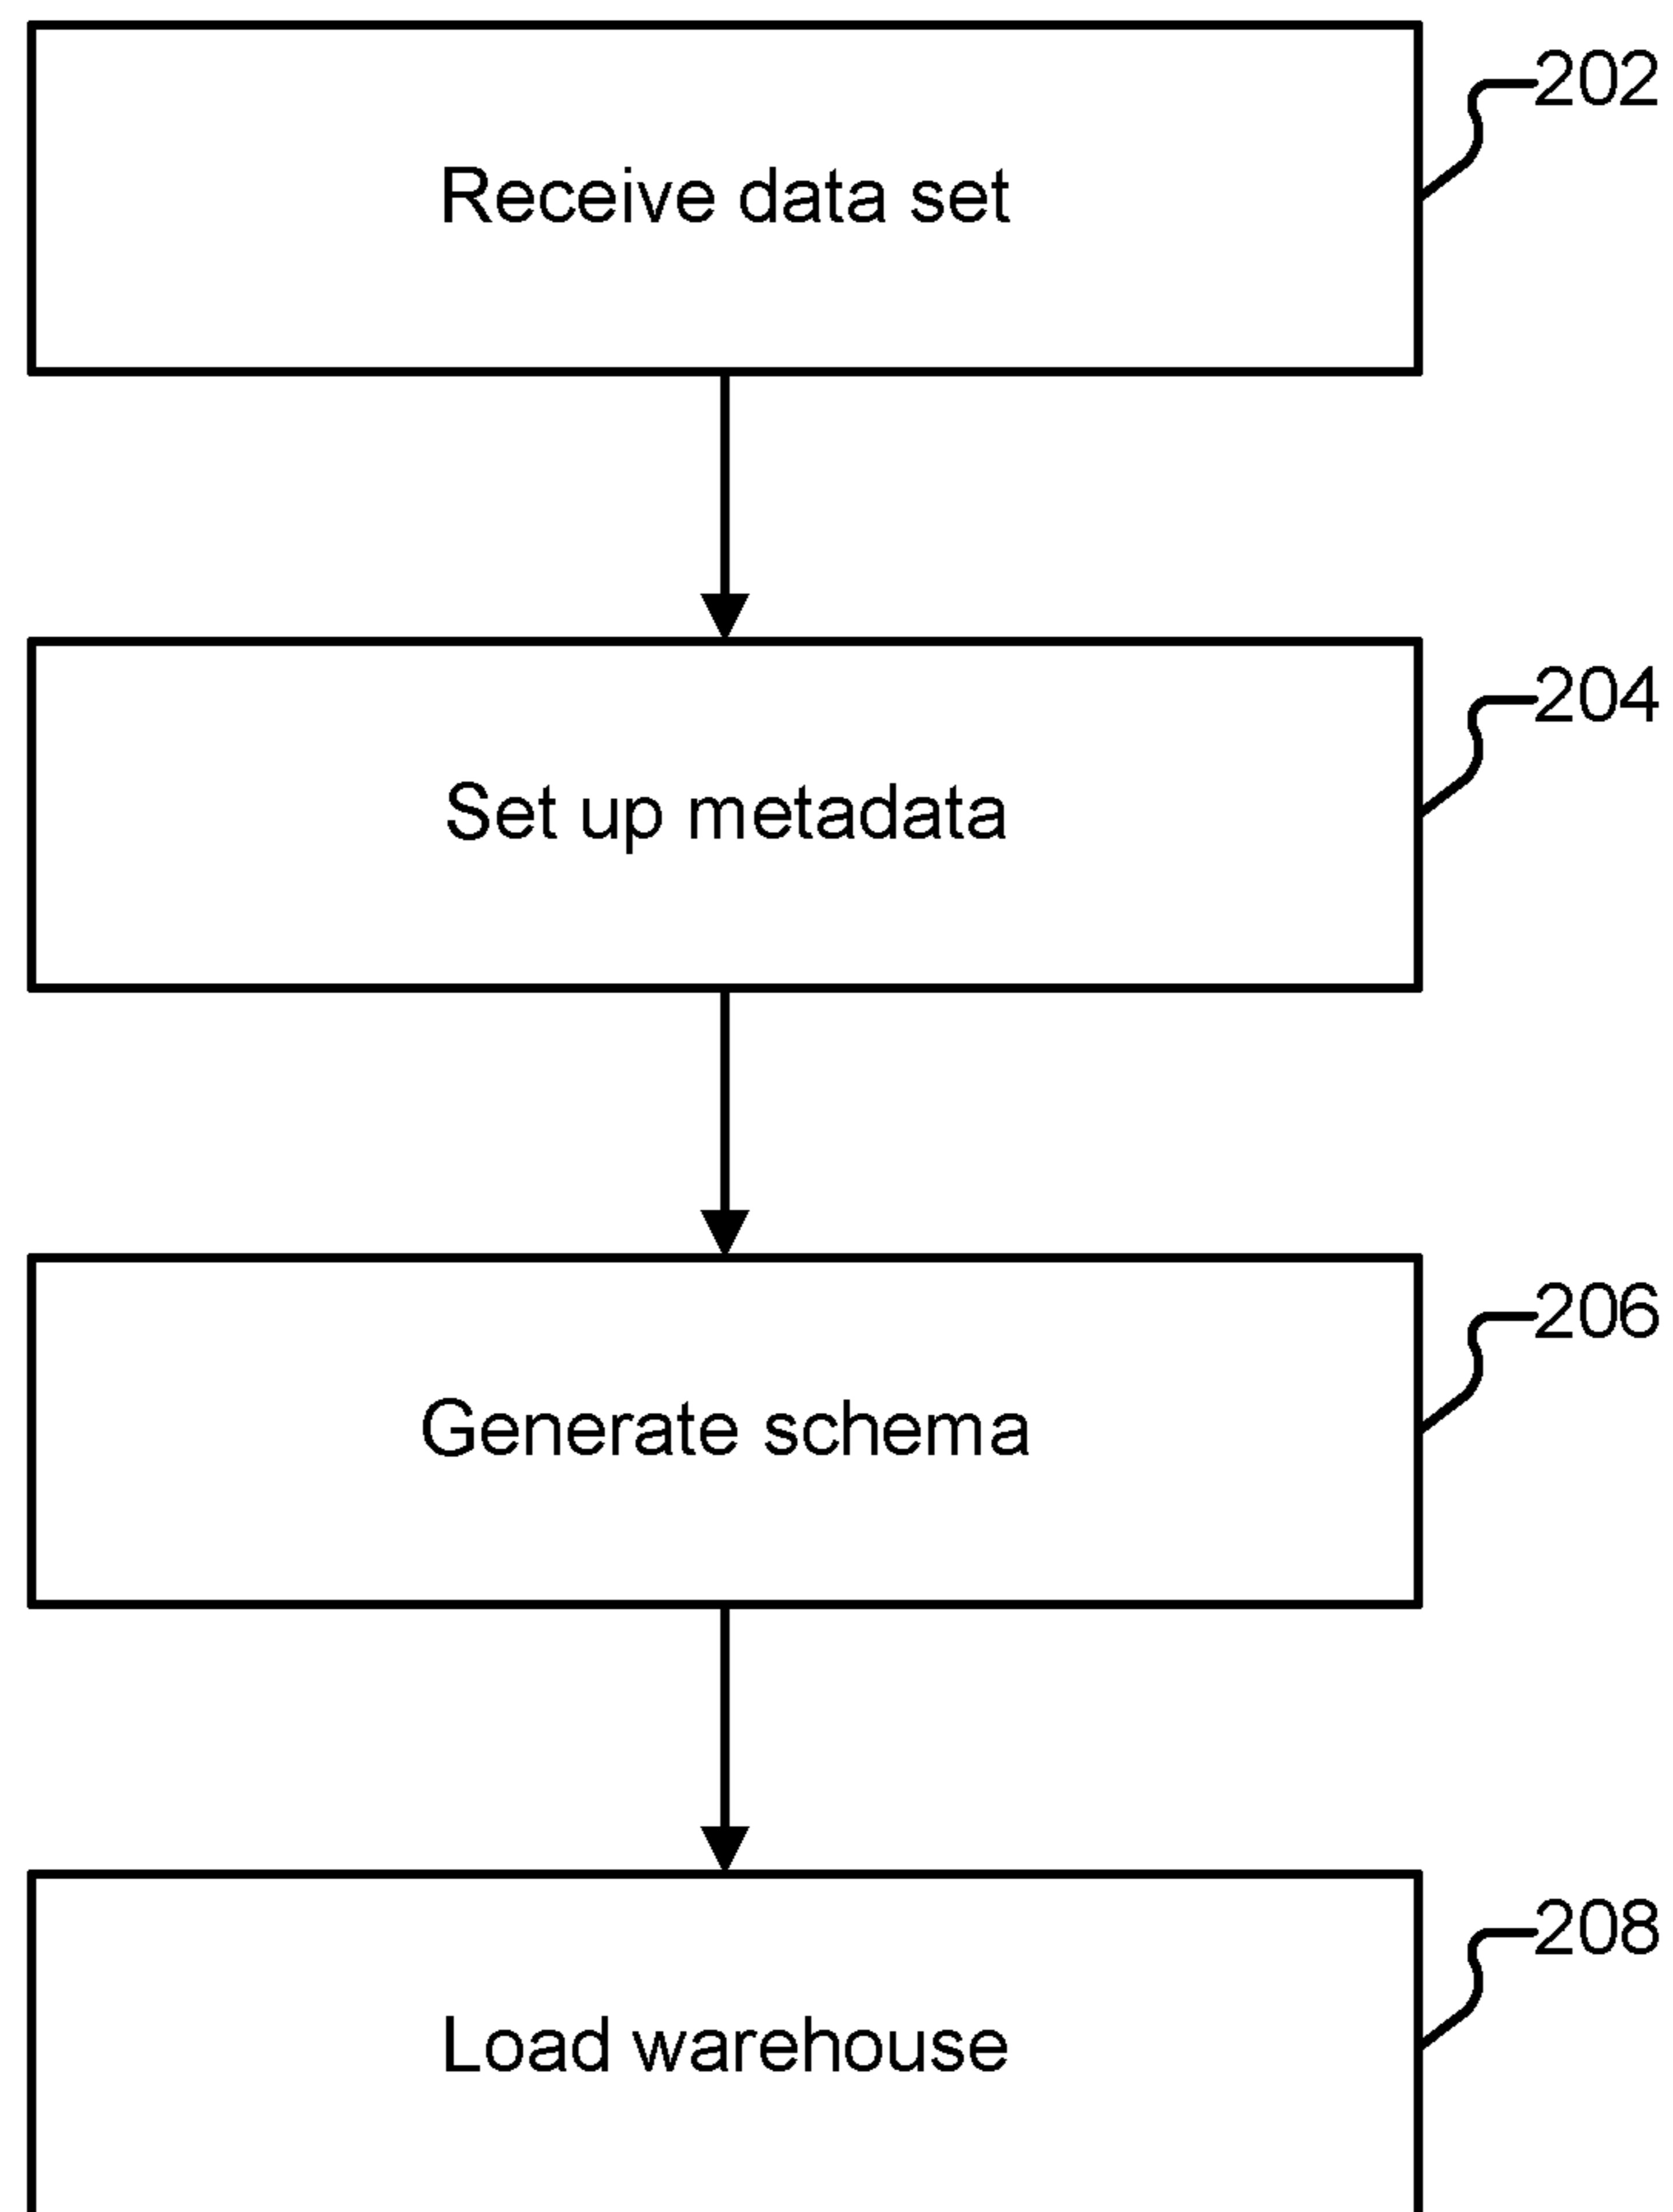 202
Receive data set
204
Set up metadata
206
Generate schema
208
Load warehouse